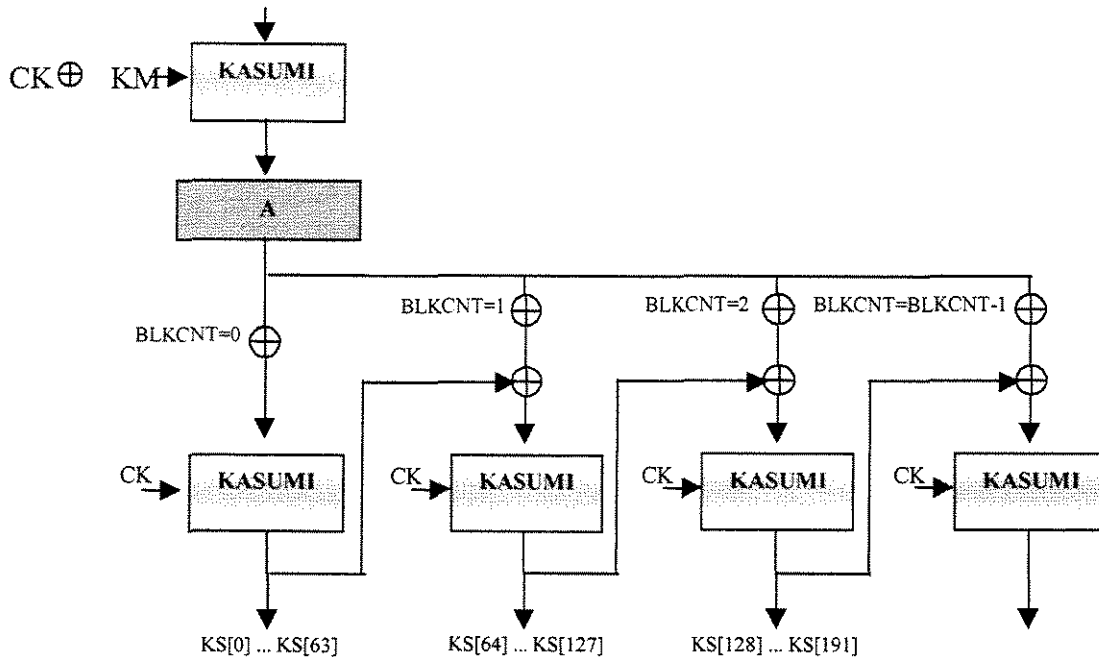 KASUMI
CK⊕ KM
A
BLKCNT=0
BLKCNT=1
BLKCNT=2
BLKCNT=BLKCNT-1
CK
KASUMI
CK
KASUMI
CK
KASUMI
CK
KASUMI
KS[0] ... KS[63]
KS[64] ... KS[127]
KS[128] ... KS[191]